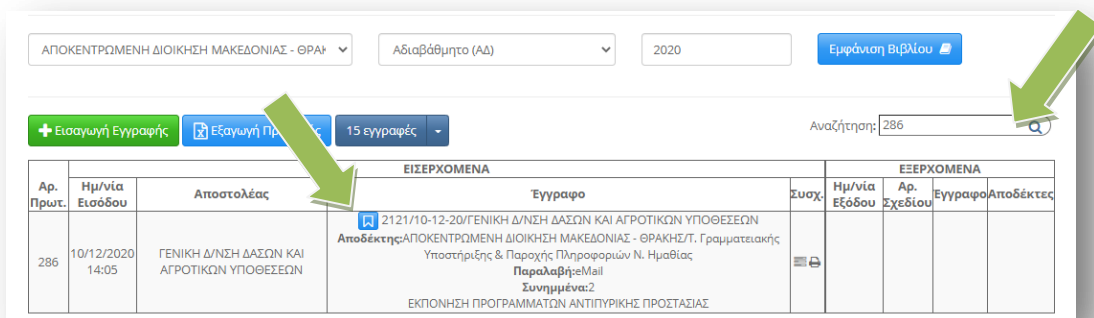 ΑΠΟΚΕΝΤΡΩΜΕΝΗ ΔΙΟΙΚΗΣΗ ΜΑΚΕΔΟΝΙΑΣ - ΘΡΑΚ Αδιαβάθμητο (ΑΔ) 2020 Εμφάνιση Βιβλίου
Εισαγωγή Εγγραφής Εξαγωγή 15 εγγραφές Αναζήτηση: 286
ΕΙΣΕΡΧΟΜΕΝΑ ΕΞΕΡΧΟΜΕΝΑ
Αρ. Πρωτ. Ημ/νία Εισόδου Αποστολέας Έγγραφο Συσχ. Ημ/νία Εξόδου Αρ. Σχεδίου Έγγραφο Αποδέκτες
286 10/12/2020 14:05 ΓΕΝΙΚΗ Δ/ΝΣΗ ΔΑΣΩΝ ΚΑΙ ΑΓΡΟΤΙΚΩΝ ΥΠΟΘΕΣΕΩΝ
2121/10-12-20/ΓΕΝΙΚΗ Δ/ΝΣΗ ΔΑΣΩΝ ΚΑΙ ΑΓΡΟΤΙΚΩΝ ΥΠΟΘΕΣΕΩΝ
Αποδέκτης:ΑΠΟΚΕΝΤΡΩΜΕΝΗ ΔΙΟΙΚΗΣΗ ΜΑΚΕΔΟΝΙΑΣ - ΘΡΑΚΗΣ/Τ. Γραμματειακής
Υποστήριξης & Παροχής Πληροφοριών Ν. Ημαθίας
Παραλαβή:eMail
Συνημμένα:2
ΕΚΠΟΝΗΣΗ ΠΡΟΓΡΑΜΜΑΤΩΝ ΑΝΤΙΠΥΡΙΚΗΣ ΠΡΟΣΤΑΣΙΑΣ